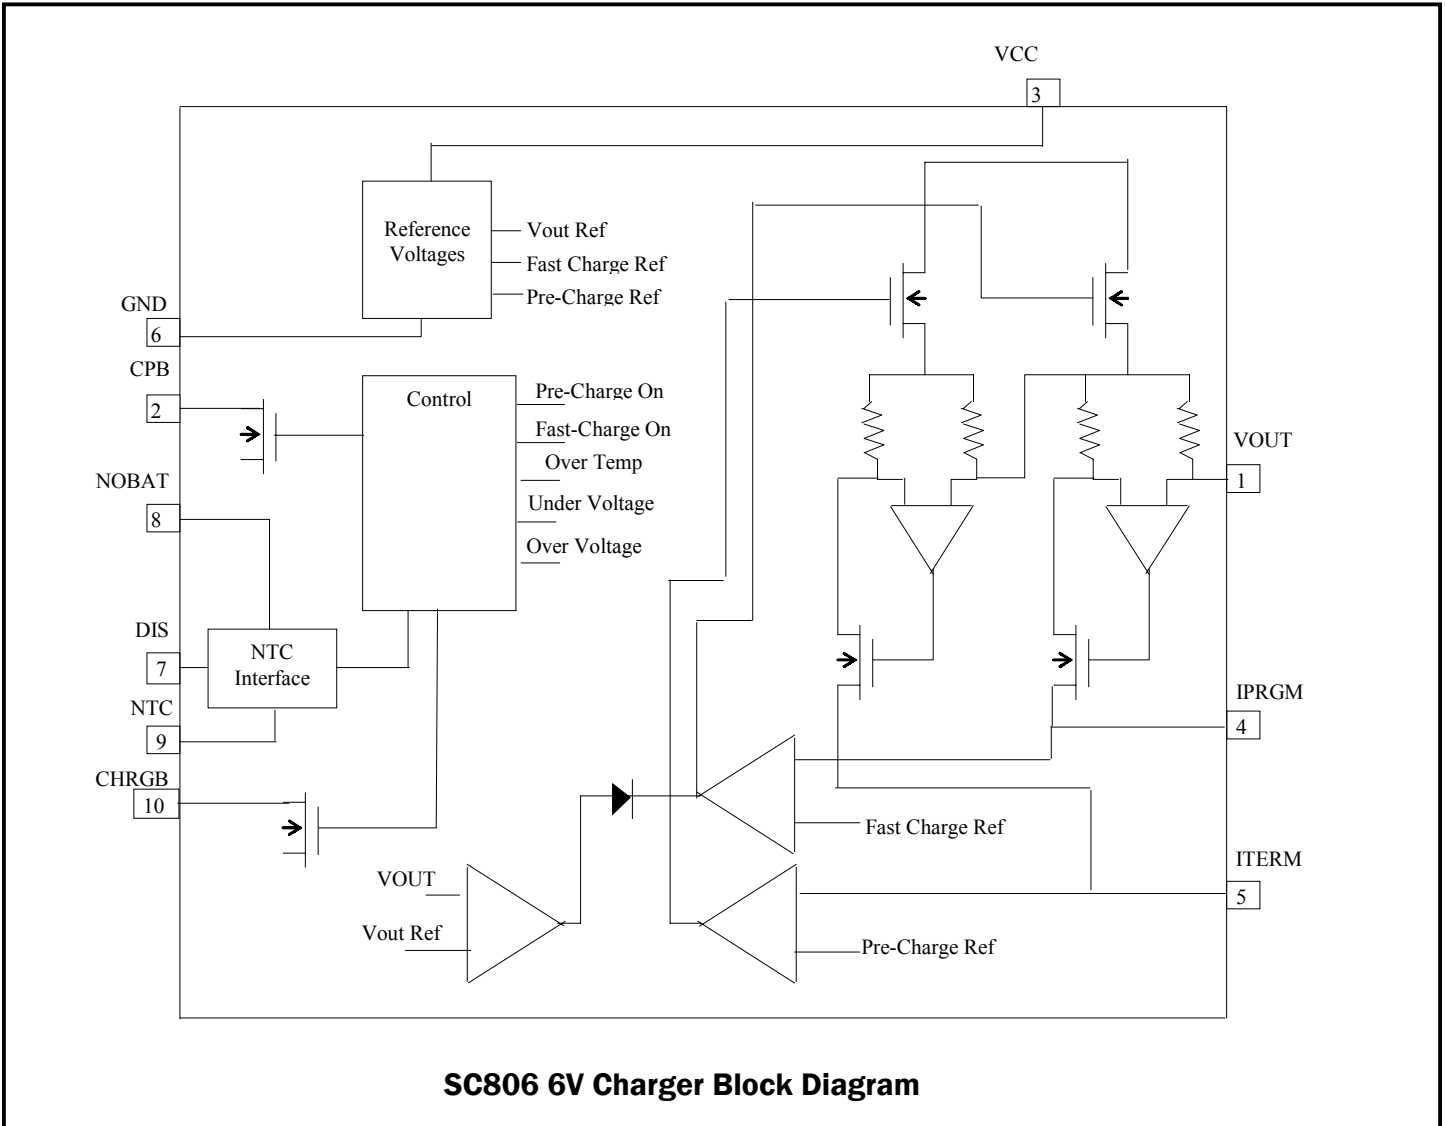 VCC
3
Reference
Voltages
Vout Ref
Fast Charge Ref
Pre-Charge Ref
GND
6
CPB
2
Control
Pre-Charge On
Fast-Charge On
Over Temp
Under Voltage
Over Voltage
NOBAT
8
VOUT
1
DIS
7
NTC
Interface
NTC
9
IPRGM
4
CHRGB
10
Fast Charge Ref
ITERM
5
VOUT
Vout Ref
Pre-Charge Ref
SC806 6V Charger Block Diagram